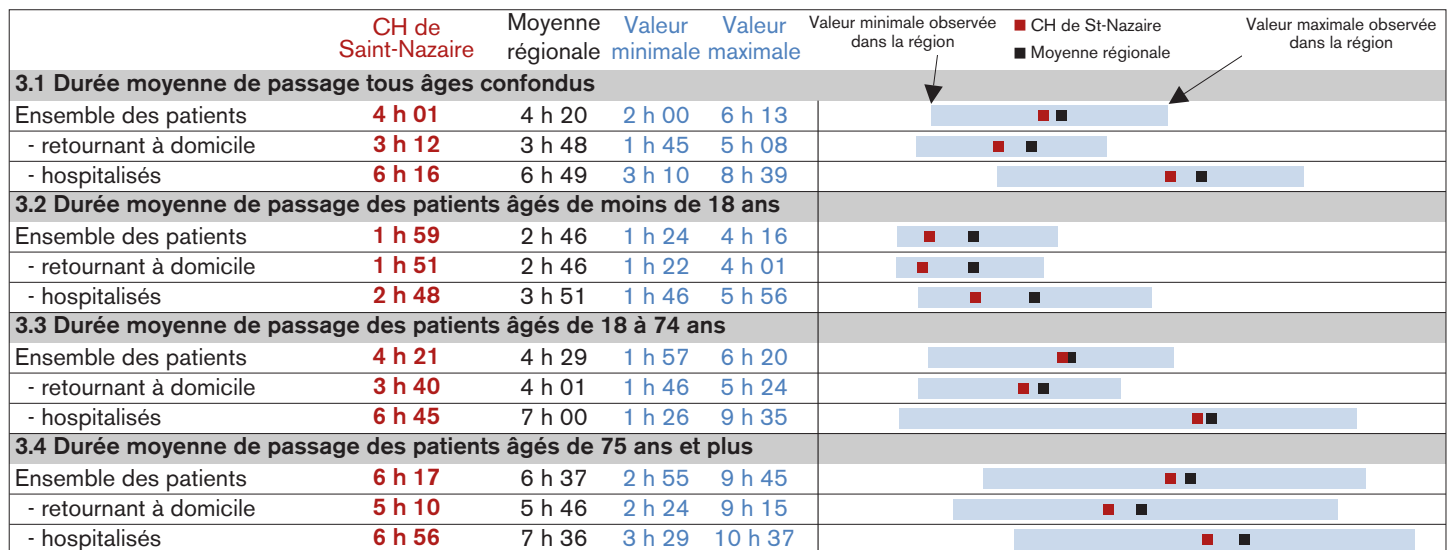 CH de Saint-Nazaire Moyenne régionale Valeur minimale Valeur maximale Valeur minimale observée dans la région CH de St-Nazaire Moyenne régionale Valeur maximale observée dans la région
3.1 Durée moyenne de passage tous âges confondus
Ensemble des patients 4 h 01 4 h 20 2 h 00 6 h 13
- retournant à domicile 3 h 12 3 h 48 1 h 45 5 h 08
- hospitalisés 6 h 16 6 h 49 3 h 10 8 h 39
3.2 Durée moyenne de passage des patients âgés de moins de 18 ans
Ensemble des patients 1 h 59 2 h 46 1 h 24 4 h 16
- retournant à domicile 1 h 51 2 h 46 1 h 22 4 h 01
- hospitalisés 2 h 48 3 h 51 1 h 46 5 h 56
3.3 Durée moyenne de passage des patients âgés de 18 à 74 ans
Ensemble des patients 4 h 21 4 h 29 1 h 57 6 h 20
- retournant à domicile 3 h 40 4 h 01 1 h 46 5 h 24
- hospitalisés 6 h 45 7 h 00 1 h 26 9 h 35
3.4 Durée moyenne de passage des patients âgés de 75 ans et plus
Ensemble des patients 6 h 17 6 h 37 2 h 55 9 h 45
- retournant à domicile 5 h 10 5 h 46 2 h 24 9 h 15
- hospitalisés 6 h 56 7 h 36 3 h 29 10 h 37